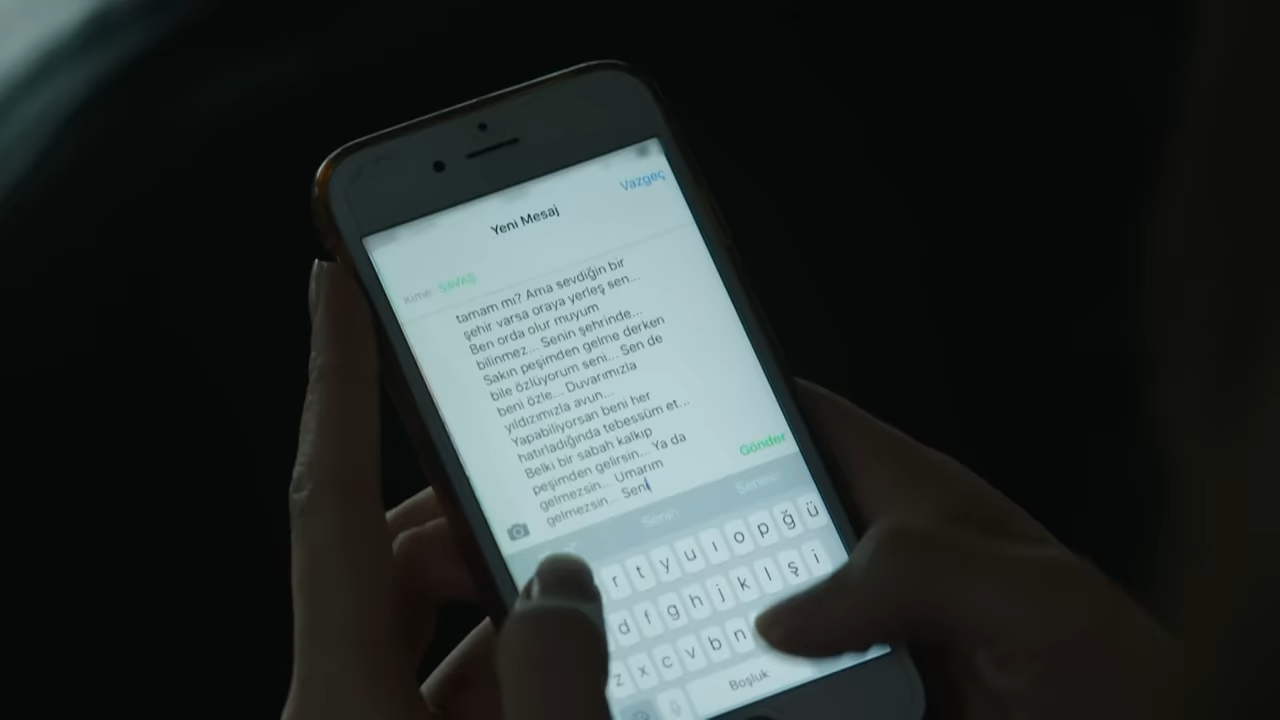 Vazgeç
Yeni Mesaj
Kime: SAVAŞ
tamam mı? Ama sevdiğin bir
şehir varsa oraya yerleş sen...
Ben orda olur muyum
bilinmez... Senin şehrinde...
Sakın peşimden gelme derken
bile özlüyorum seni... Sen de
beni özle... Duvarımızla
yıldızımızla avun...
Yapabiliyorsan beni her
hatırladığında tebessüm et...
Belki bir sabah kalkıp
peşimden gelirsin... Ya da
gelmezsin... Umarım
gelmezsin... Seni
Gönder
Senin
r t y u ı o p ğ ü
d f g h j k l ş i
z x c v b n
Boşluk